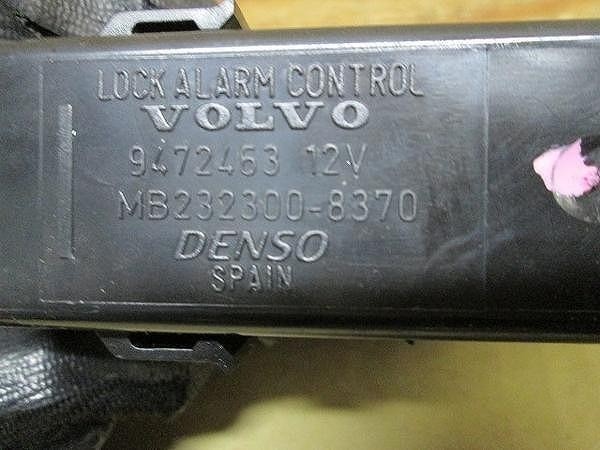 LOCK ALARM CONTROL
VOLVO
9472463 12V
MB232300-8370
DENSO
SPAIN